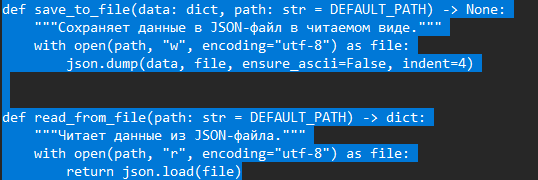 def save_to_file(data: dict, path: str = DEFAULT_PATH) -> None:
    """Сохраняет данные в JSON-файл в читаемом виде."""
    with open(path, "w", encoding="utf-8") as file:
        json.dump(data, file, ensure_ascii=False, indent=4)
def read_from_file(path: str = DEFAULT_PATH) -> dict:
    """Читает данные из JSON-файла."""
    with open(path, "r", encoding="utf-8") as file:
        return json.load(file)